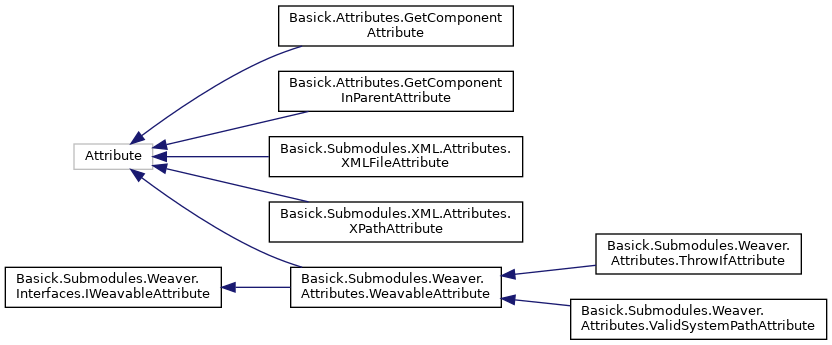 Basick.Attributes.GetComponent
Attribute
Basick.Attributes.GetComponent
InParentAttribute
Attribute
Basick.Submodules.XML.Attributes.
XMLFileAttribute
Basick.Submodules.XML.Attributes.
XPathAttribute
Basick.Submodules.Weaver.
Interfaces.IWeavableAttribute
Basick.Submodules.Weaver.
Attributes.WeavableAttribute
Basick.Submodules.Weaver.
Attributes.ThrowIfAttribute
Basick.Submodules.Weaver.
Attributes.ValidSystemPathAttribute